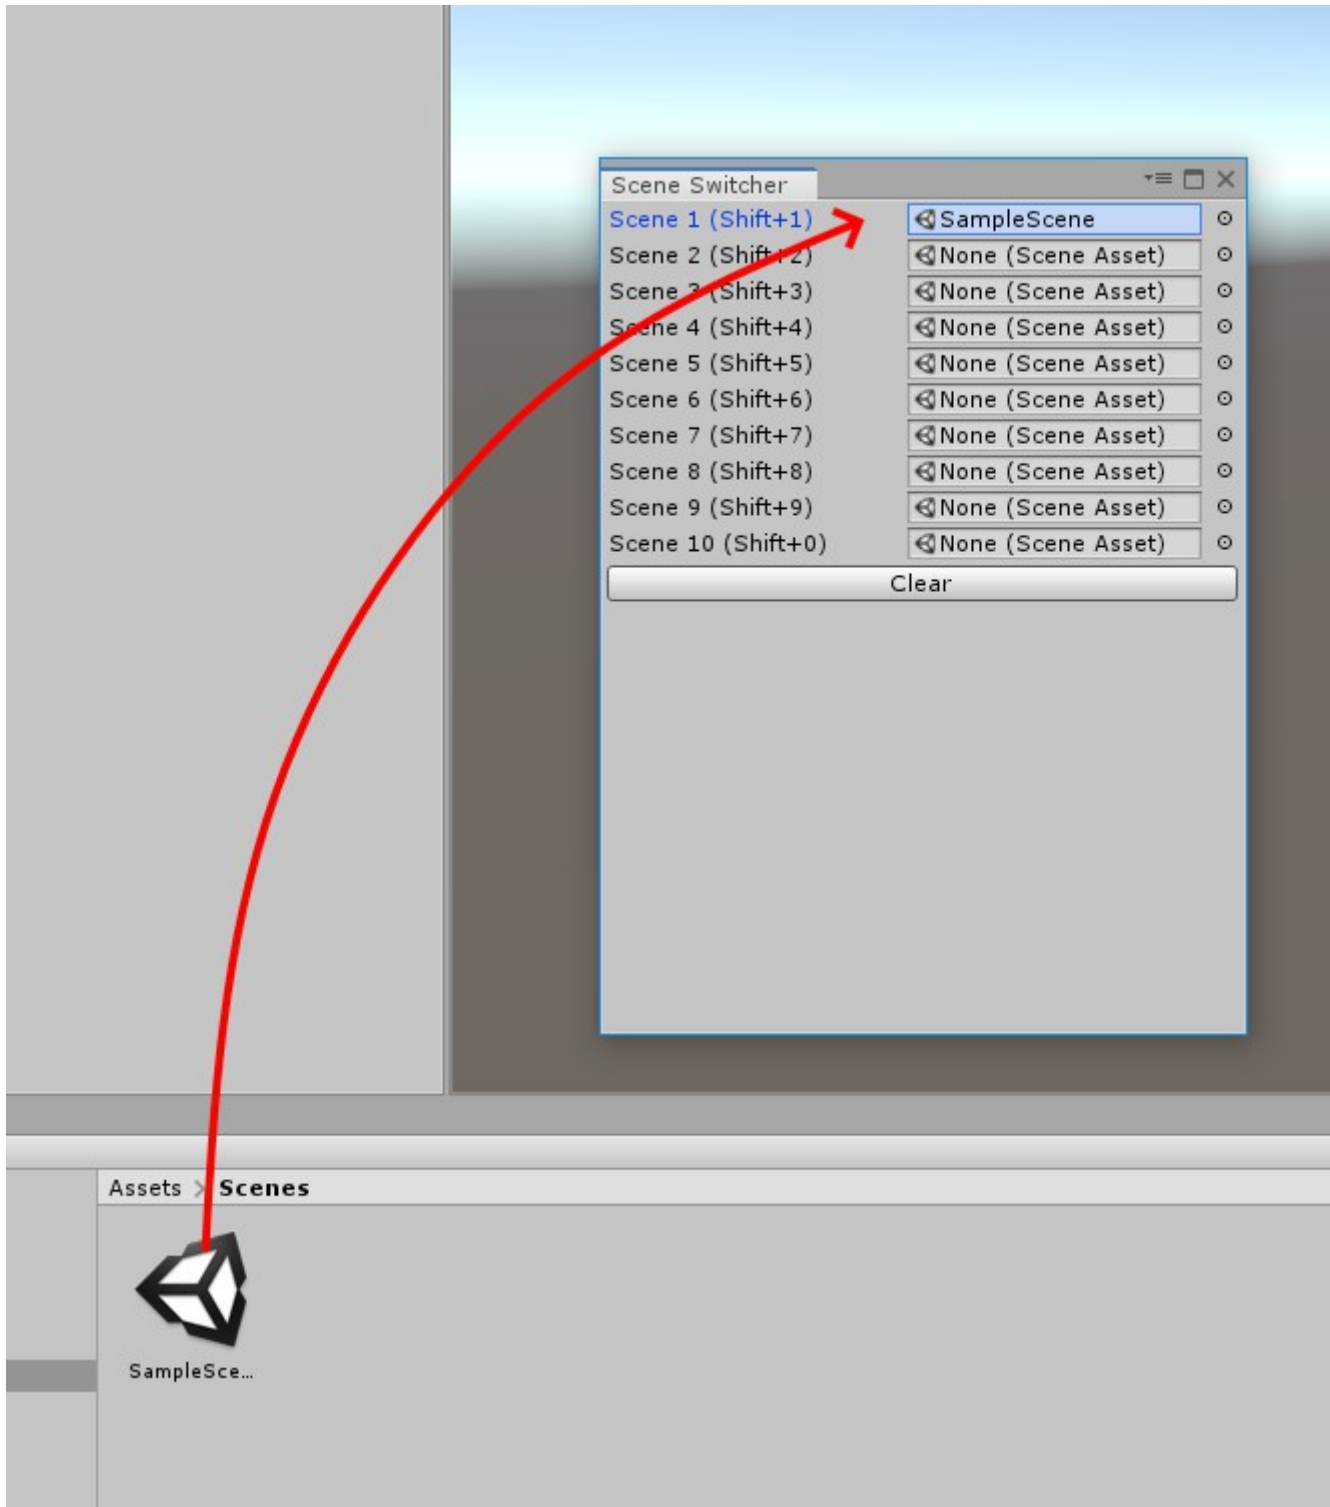 Scene Switcher
Scene 1 (Shift+1) SampleScene
Scene 2 (Shift+2) None (Scene Asset)
Scene 3 (Shift+3) None (Scene Asset)
Scene 4 (Shift+4) None (Scene Asset)
Scene 5 (Shift+5) None (Scene Asset)
Scene 6 (Shift+6) None (Scene Asset)
Scene 7 (Shift+7) None (Scene Asset)
Scene 8 (Shift+8) None (Scene Asset)
Scene 9 (Shift+9) None (Scene Asset)
Scene 10 (Shift+0) None (Scene Asset)
Clear
Assets > Scenes
SampleSce...